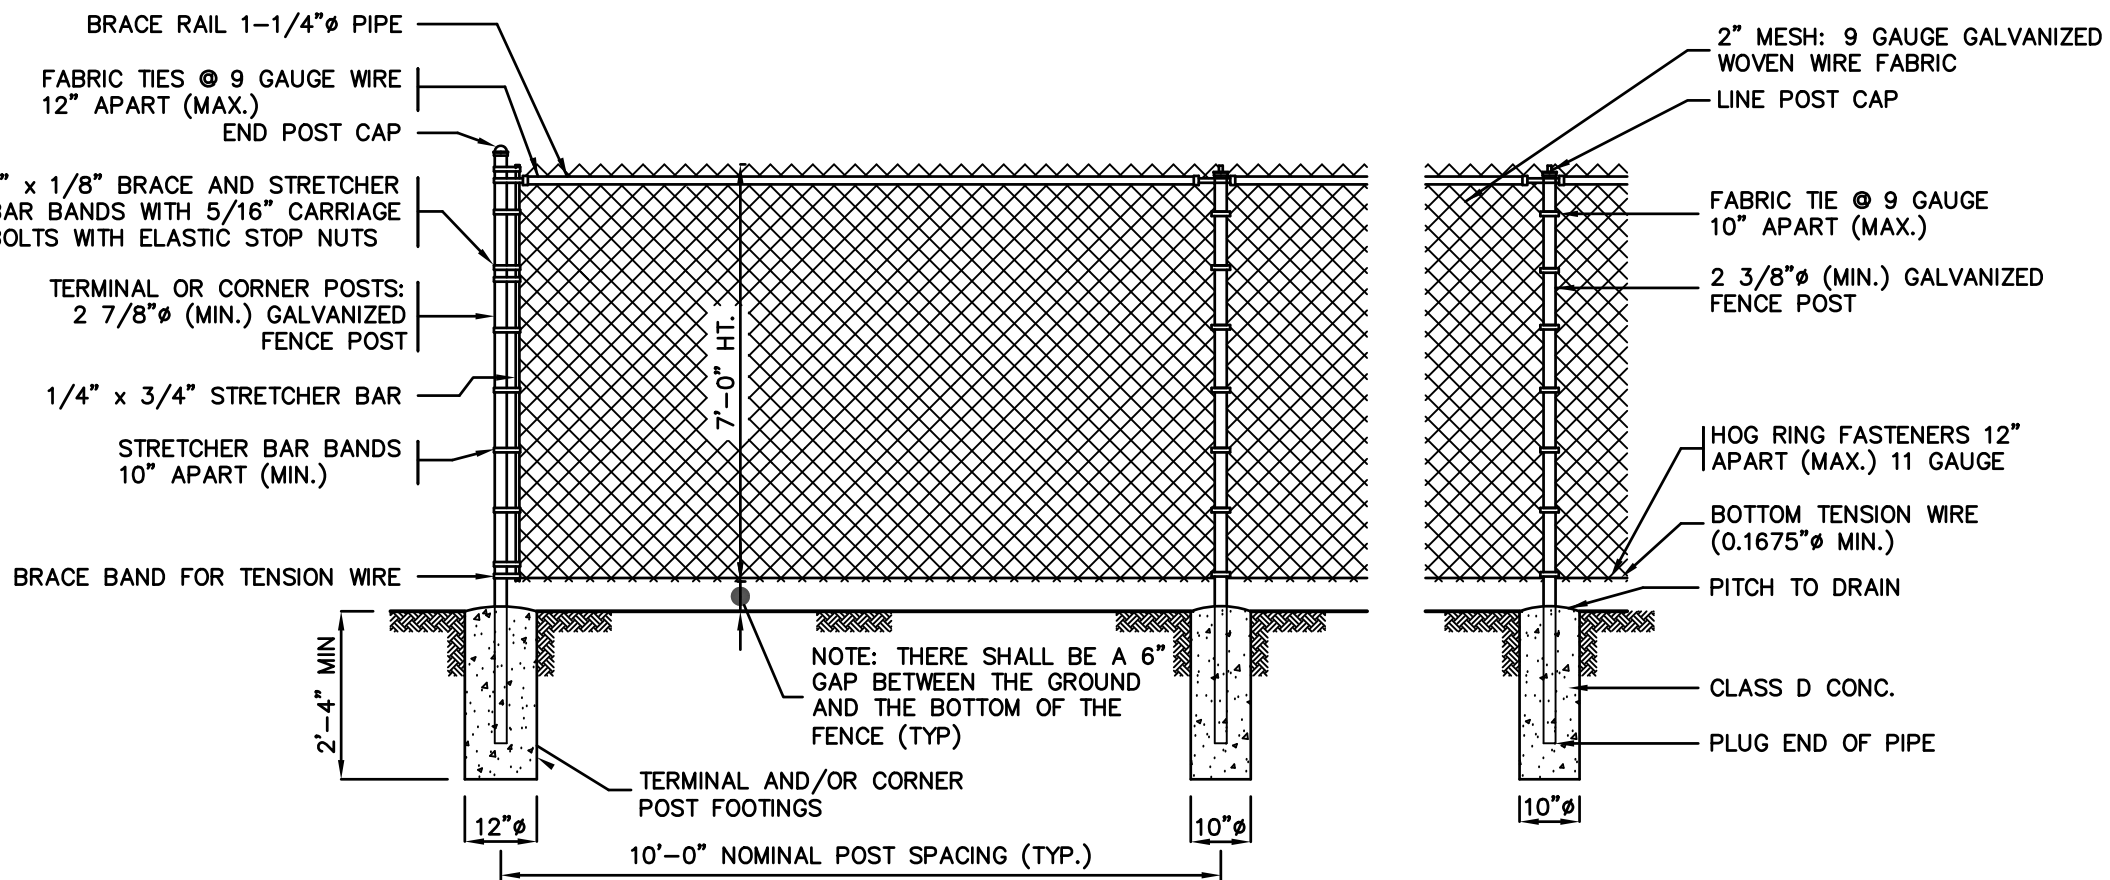 BRACE RAIL 1-1/4"ø PIPE
FABRIC TIES @ 9 GAUGE WIRE
12" APART (MAX.)
END POST CAP
" x 1/8" BRACE AND STRETCHER
BAR BANDS WITH 5/16" CARRIAGE
BOLTS WITH ELASTIC STOP NUTS
TERMINAL OR CORNER POSTS:
2 7/8"ø (MIN.) GALVANIZED
FENCE POST
1/4" x 3/4" STRETCHER BAR
STRETCHER BAR BANDS
10" APART (MIN.)
BRACE BAND FOR TENSION WIRE
2'-4" MIN
7'-0" HT.
NOTE: THERE SHALL BE A 6"
GAP BETWEEN THE GROUND
AND THE BOTTOM OF THE
FENCE (TYP)
TERMINAL AND/OR CORNER
POST FOOTINGS
12"ø
10"ø
10"ø
10'-0" NOMINAL POST SPACING (TYP.)
2" MESH: 9 GAUGE GALVANIZED
WOVEN WIRE FABRIC
LINE POST CAP
FABRIC TIE @ 9 GAUGE
10" APART (MAX.)
2 3/8"ø (MIN.) GALVANIZED
FENCE POST
HOG RING FASTENERS 12"
APART (MAX.) 11 GAUGE
BOTTOM TENSION WIRE
(0.1675"ø MIN.)
PITCH TO DRAIN
CLASS D CONC.
PLUG END OF PIPE